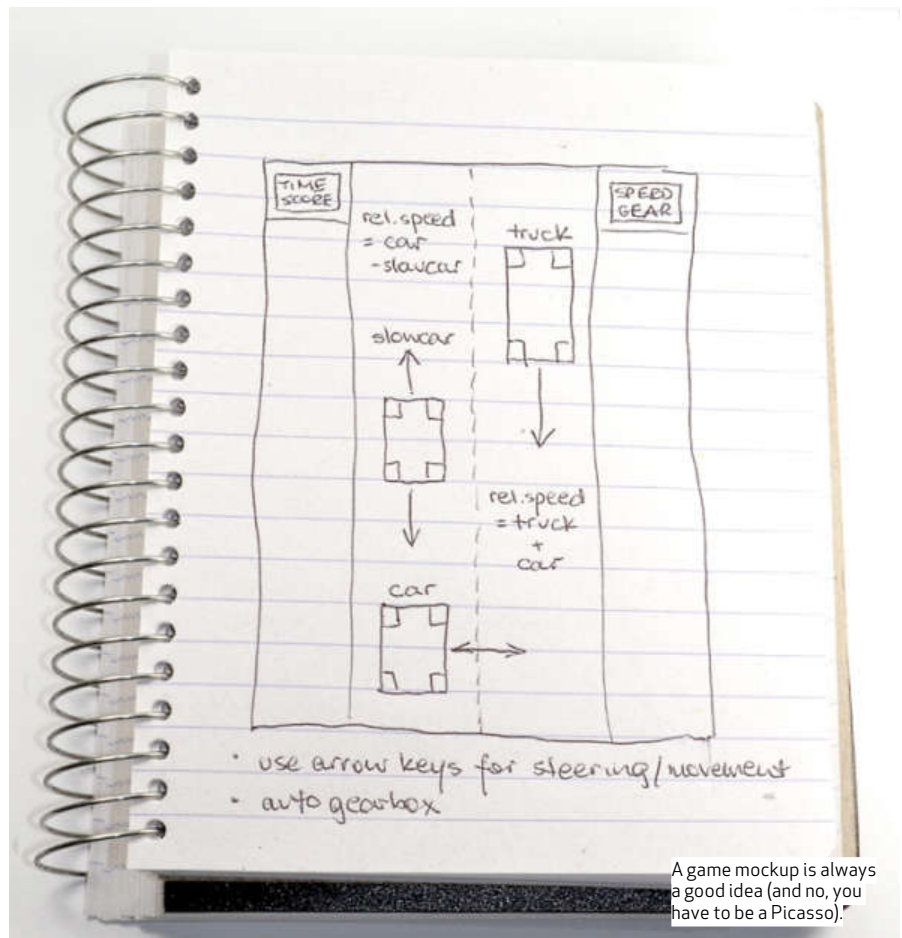 TIME
SCORE
SPEED
GEAR
rel.speed
= car
-slowcar
truck
slowcar
rel.speed
= truck
+
car
car
• use arrow keys for steering/movement
• auto gearbox
A game mockup is always
a good idea (and no, you
have to be a Picasso).